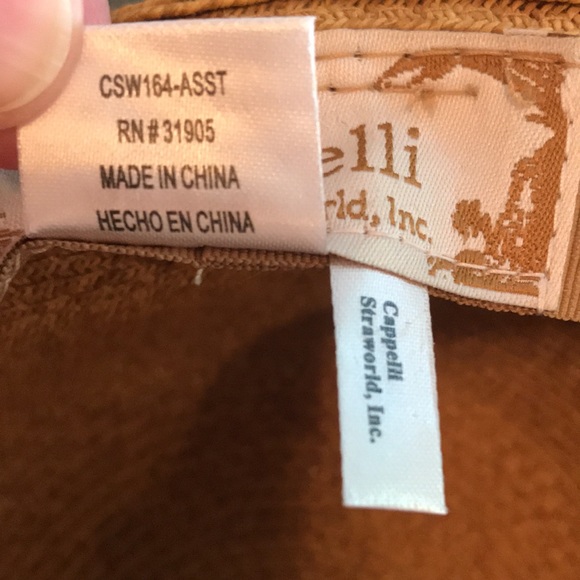 CSW164-ASST
RN#31905
MADE IN CHINA
HECHO EN CHINA
elli
rld, Inc.
Cappelli
Straworld, Inc.